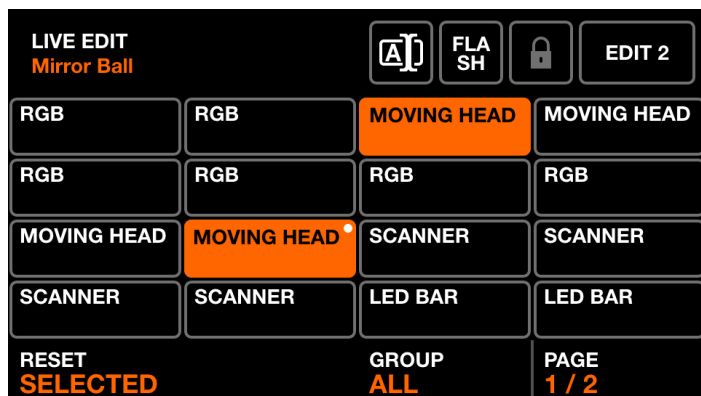 LIVE EDIT
Mirror Ball
A
FLA
SH
EDIT 2
RGB
RGB
MOVING HEAD
MOVING HEAD
RGB
RGB
RGB
RGB
MOVING HEAD
MOVING HEAD
SCANNER
SCANNER
SCANNER
SCANNER
LED BAR
LED BAR
RESET
SELECTED
GROUP
ALL
PAGE
1 / 2